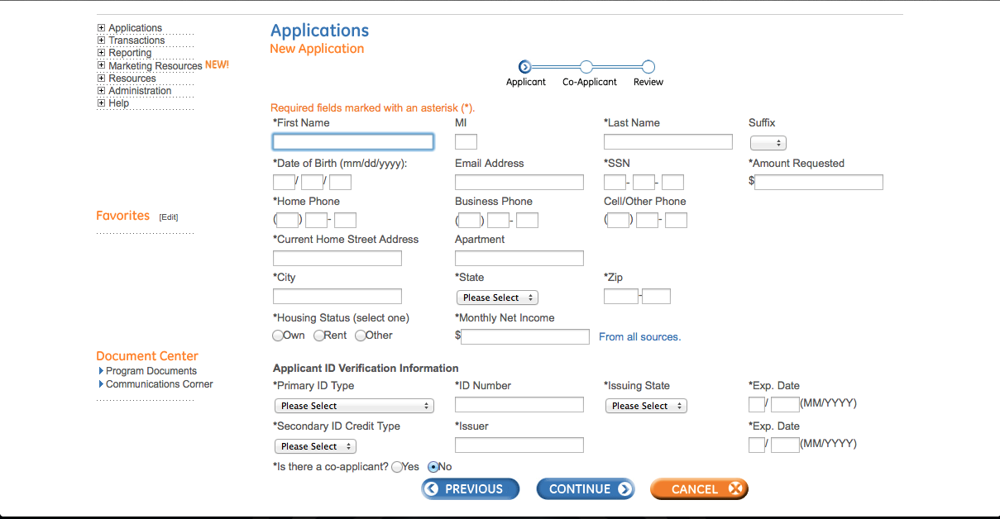 Applications
Transactions
Reporting
Marketing Resources NEW!
Resources
Administration
Help
Favorites [Edit]
Document Center
Program Documents
Communications Corner
Applications
New Application
Applicant Co-Applicant Review
Required fields marked with an asterisk (*).
*First Name MI *Last Name Suffix
*Date of Birth (mm/dd/yyyy): Email Address *SSN *Amount Requested
/ / - - $
*Home Phone Business Phone Cell/Other Phone
( ) - ( ) - ( ) -
*Current Home Street Address Apartment
*City *State *Zip
Please Select -
*Housing Status (select one) *Monthly Net Income
Own Rent Other $ From all sources.
Applicant ID Verification Information
*Primary ID Type *ID Number *Issuing State *Exp. Date
Please Select Please Select / (MM/YYYY)
*Secondary ID Credit Type *Issuer *Exp. Date
Please Select / (MM/YYYY)
*Is there a co-applicant? Yes No
PREVIOUS CONTINUE CANCEL